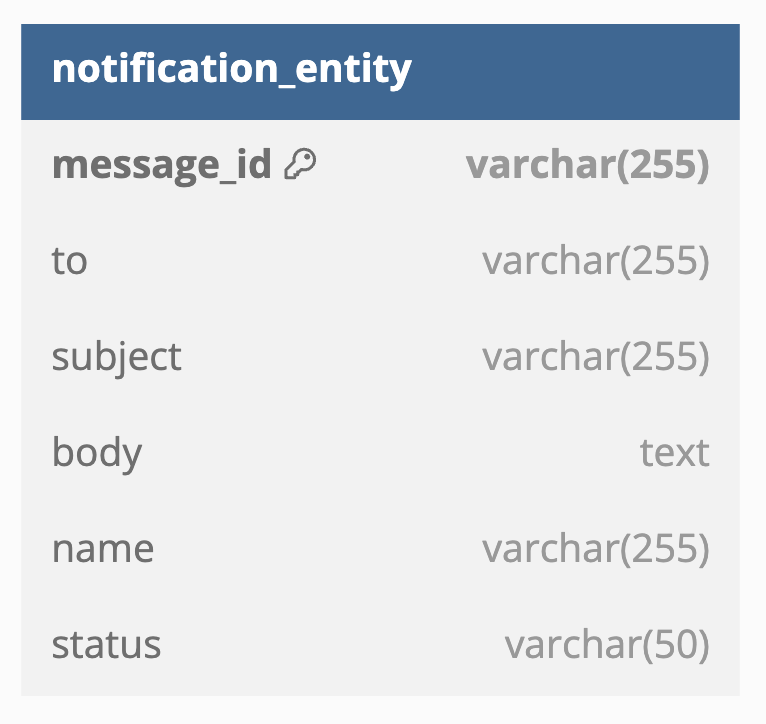 notification_entity
message_id varchar(255)
to varchar(255)
subject varchar(255)
body text
name varchar(255)
status varchar(50)